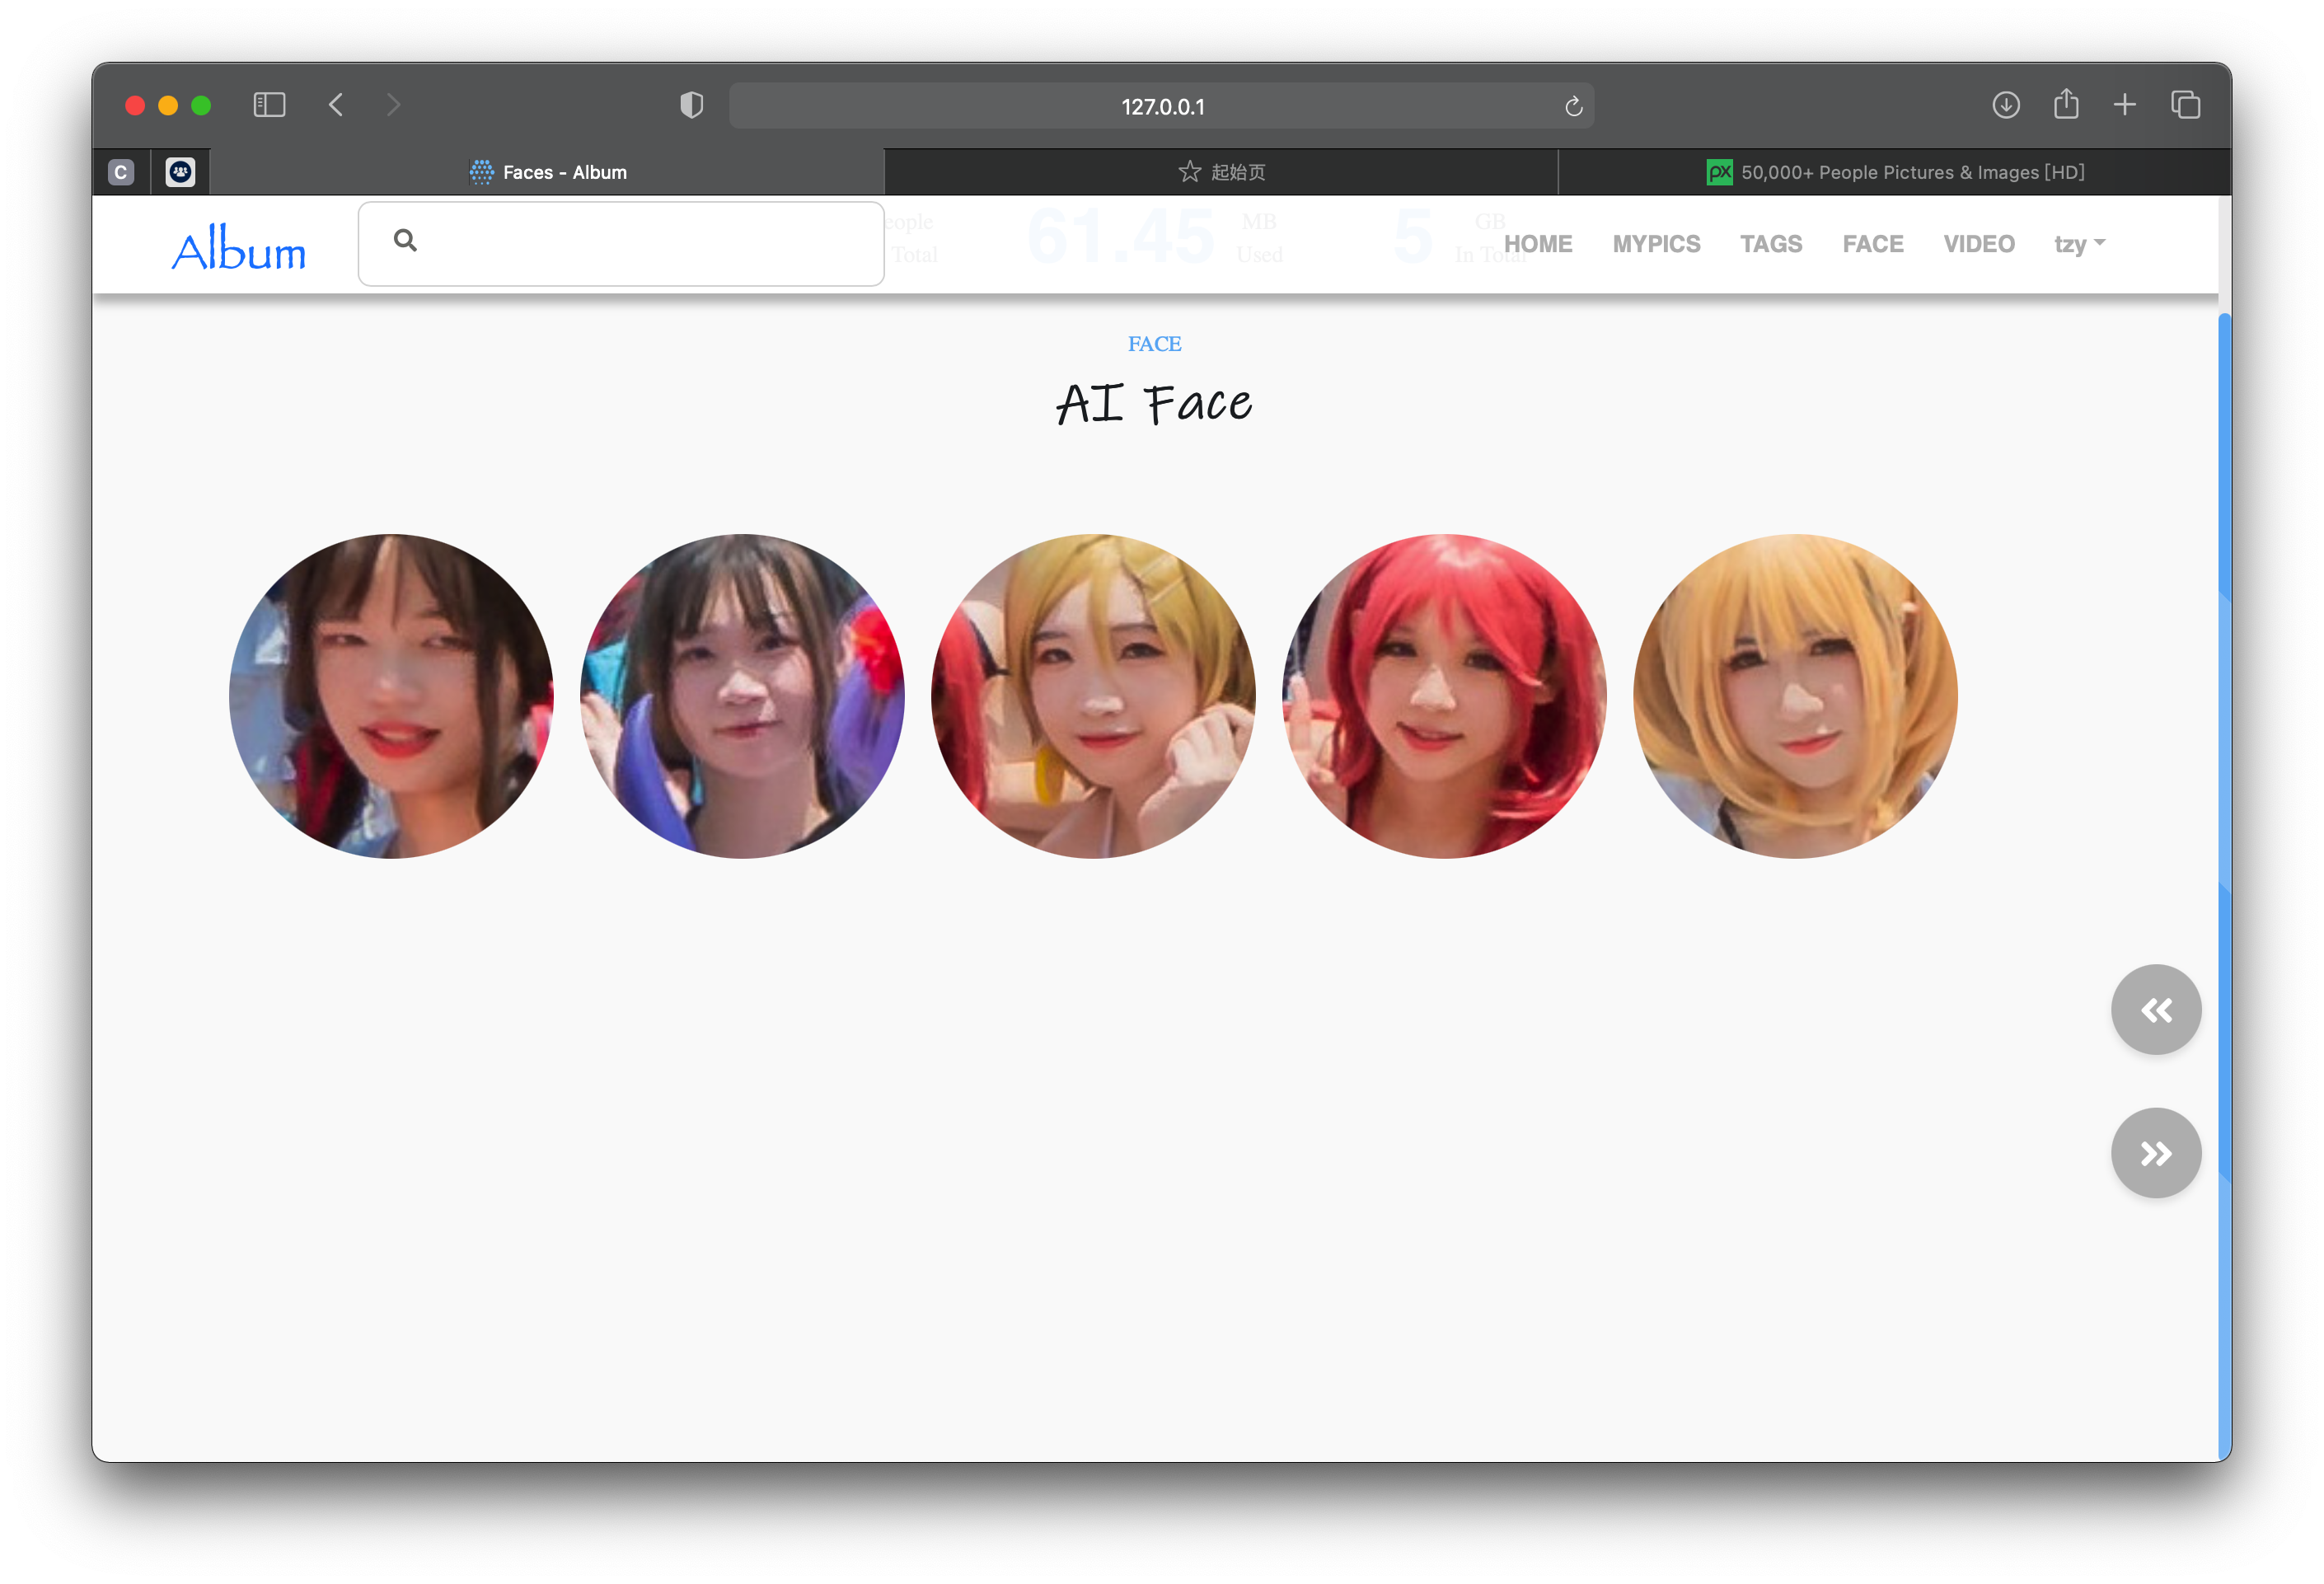 127.0.0.1
C
Faces - Album
起始页
pX 50,000+ People Pictures & Images [HD]
Album
eople
Total
61.45
MB
Used
5
GB
In Total
HOME
MYPICS
TAGS
FACE
VIDEO
tzy
FACE
AI Face